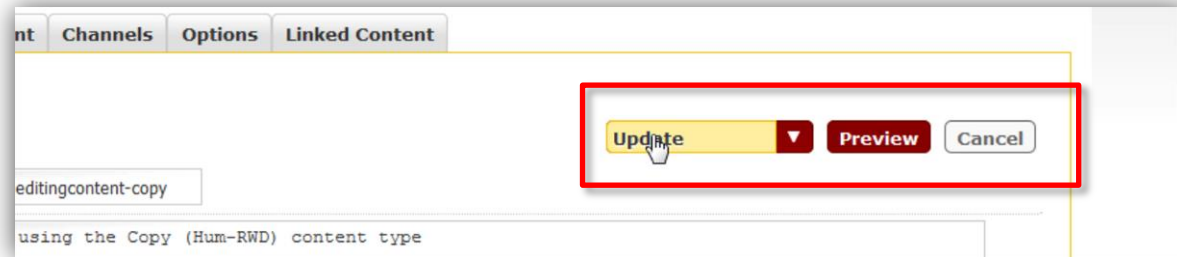 nt Channels Options Linked Content
Update Preview Cancel
editingcontent-copy
using the Copy (Hum-RWD) content type